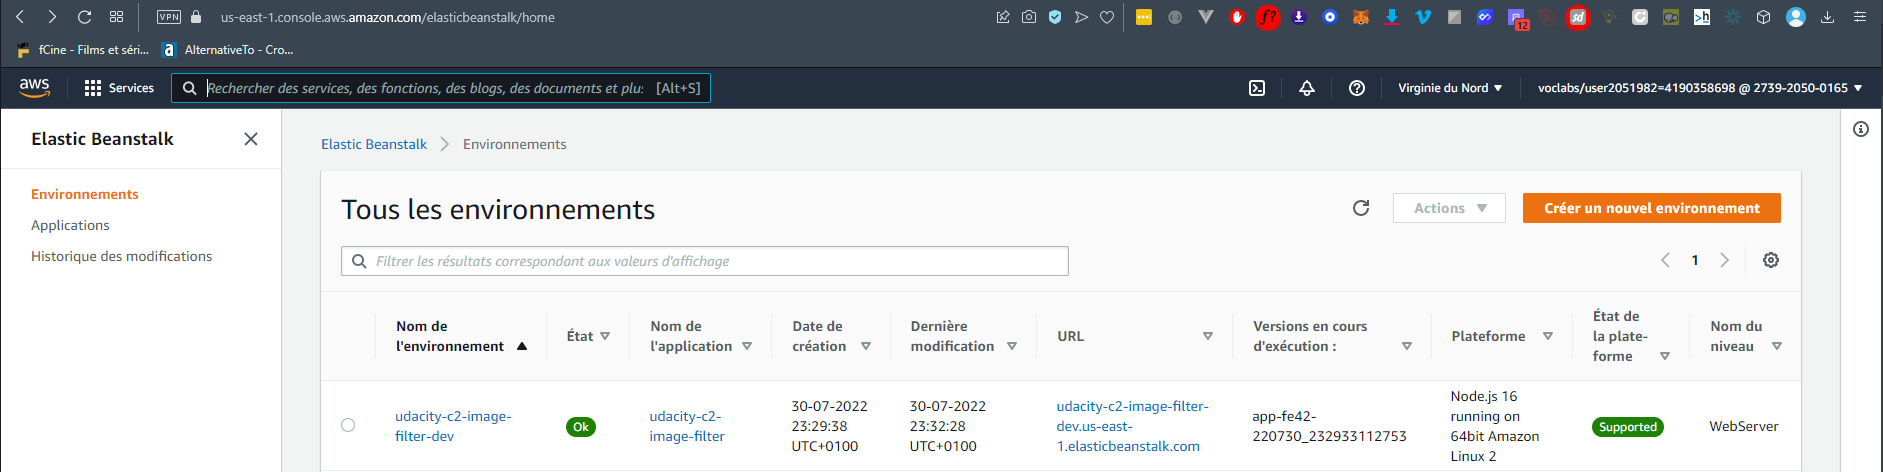 VPN
us-east-1.console.aws.amazon.com/elasticbeanstalk/home
12
fCine - Films et séri...
AlternativeTo - Cro...
aws
Services
Rechercher des services, des fonctions, des blogs, des documents et plus
[Alt+S]
Virginie du Nord
voclabs/user2051982=4190358698 @ 2739-2050-0165
Elastic Beanstalk
Environnements
Applications
Historique des modifications
Elastic Beanstalk
Environnements
Tous les environnements
Actions
Créer un nouvel environnement
Filtrer les résultats correspondant aux valeurs d'affichage
1
Nom de
l'environnement
État
Nom de
l'application
Date de
création
Dernière
modification
URL
Versions en cours
d'exécution :
Plateforme
État de
la plate-
forme
Nom du
niveau
udacity-c2-image-
filter-dev
Ok
udacity-c2-
image-filter
30-07-2022
23:29:38
UTC+0100
30-07-2022
23:32:28
UTC+0100
udacity-c2-image-filter-
dev.us-east-
1.elasticbeanstalk.com
app-fe42-
220730_232933112753
Node.js 16
running on
64bit Amazon
Linux 2
Supported
WebServer